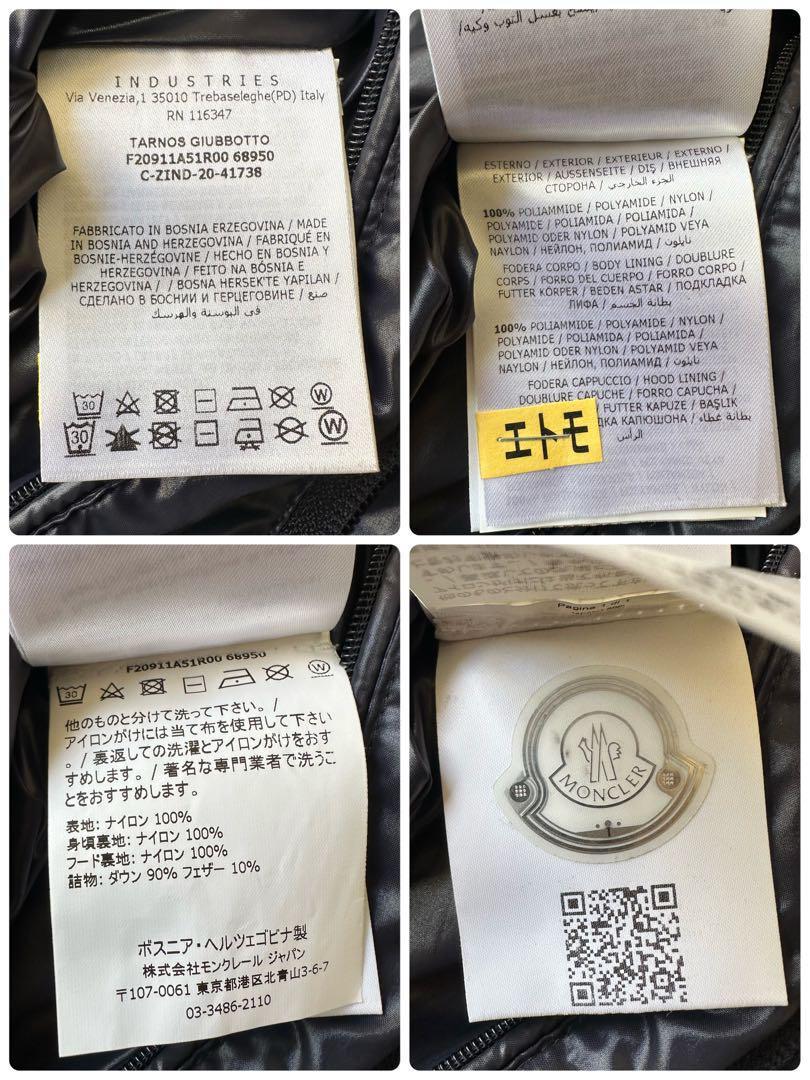 INDUSTRIES
Via Venezia,1 35010 Trebaseleghe(PD) Italy
RN 116347
TARNOS GIUBBOTTO
F20911A51R00 68950
C-ZIND-20-41738
FABBRICATO IN BOSNIA ERZEGOVINA / MADE
IN BOSNIA AND HERZEGOVINA / FABRIQUÉ EN
BOSNIE-HERZÉGOVINE / HECHO EN BOSNIA Y
HERZEGOVINA / FEITO NA BÓSNIA E
HERZEGOVINA / / BOSNA HERSEK'TE YAPILAN /
СДЕЛАНО В БОСНИИ И ГЕРЦЕГОВИНЕ / صنع
في البوسنة والهرسك
30
W
30
W
بغسل الثوب وكيه/
ESTERNO / EXTERIOR / EXTERIEUR / EXTERNO /
EXTERIOR / AUSSENSEITE / DIŞ / ВНЕШНЯЯ
СТОРОНА / الجزء الخارجي
100% POLIAMMIDE / POLYAMIDE / NYLON /
POLYAMIDE / POLIAMIDA / POLIAMIDA /
POLYAMID ODER NYLON / POLYAMID VEYA
NAYLON / НЕЙЛОН, ПОЛИАМИД / نايلون
FODERA CORPO / BODY LINING / DOUBLURE
CORPS / FORRO DEL CUERPO / FORRO CORPO /
FUTTER KÖRPER / BEDEN ASTAR / ПОДКЛАДКА
ЛИФА / بطانة الجسم
100% POLIAMMIDE / POLYAMIDE / NYLON /
POLYAMIDE / POLIAMIDA / POLIAMIDA /
POLYAMID ODER NYLON / POLYAMID VEYA
NAYLON / НЕЙЛОН, ПОЛИАМИД / نايلون
FODERA CAPPUCCIO / HOOD LINING /
DOUBLURE CAPUCHE / FORRO CAPUCHA /
FUTTER KAPUZE / BAŞLIK
КАПЮШОНА / بطانة غطاء
الرأس
エトモ
F20911A51R00 68950
30
W
他のものと分けて洗って下さい。/
アイロンがけには当て布を使用して下さい
。/ 裏返しての洗濯とアイロンがけをおす
すめします。/ 著名な専門業者で洗うこ
とをおすすめします。
表地: ナイロン 100%
身頃裏地: ナイロン 100%
フード裏地: ナイロン 100%
詰物: ダウン 90% フェザー 10%
ボスニア・ヘルツェゴビナ製
株式会社モンクレール ジャパン
〒107-0061 東京都港区北青山3-6-7
03-3486-2110
Pagina 1 di 1
MONCLER